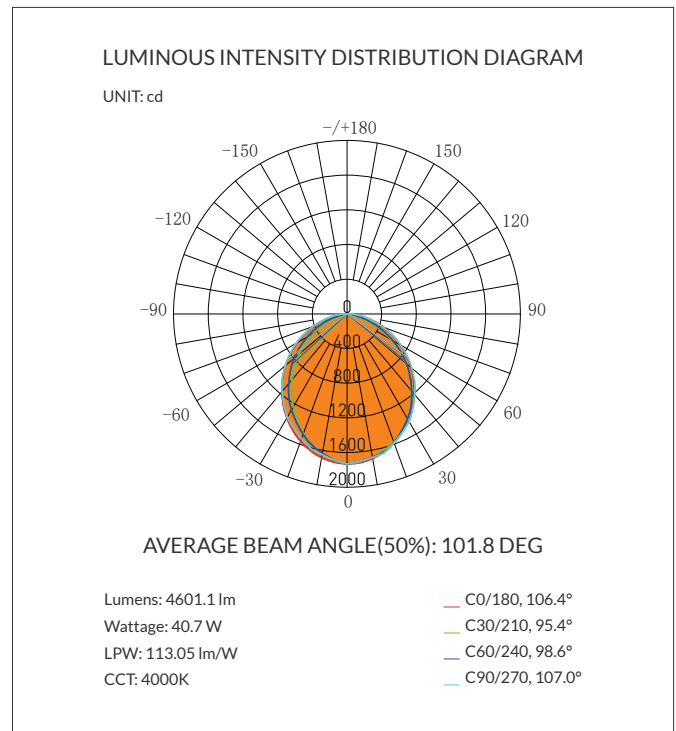 LUMINOUS INTENSITY DISTRIBUTION DIAGRAM
UNIT: cd
-/+180
-150 150
-120 120
-90 0 90
400
800
-60 1200 60
1600
-30 2000 30
0
AVERAGE BEAM ANGLE(50%): 101.8 DEG
Lumens: 4601.1 lm
Wattage: 40.7 W
LPW: 113.05 lm/W
CCT: 4000K
C0/180, 106.4°
C30/210, 95.4°
C60/240, 98.6°
C90/270, 107.0°